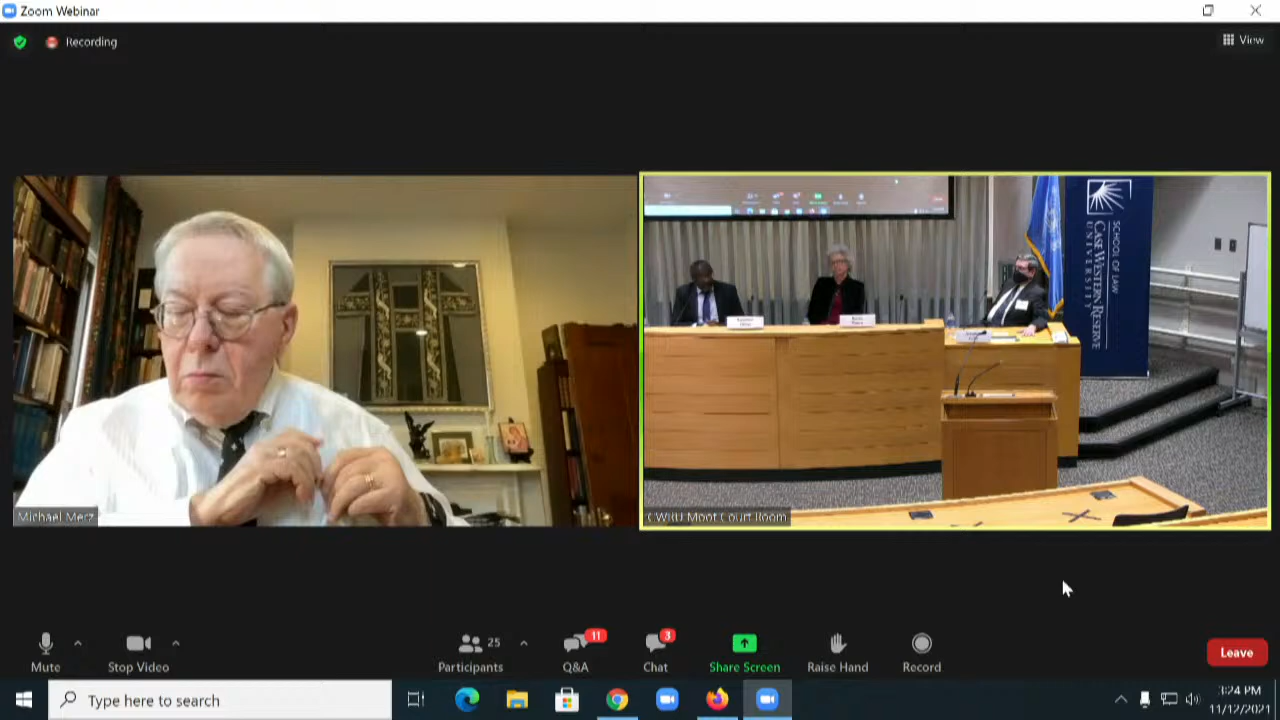 Zoom Webinar
Recording
View
SCHOOL OF LAW
CASE WESTERN RESERVE
UNIVERSITY
Michael Merz
CWRU Moot Court Room
Mute
Stop Video
25
Participants
11
Q&A
3
Chat
Share Screen
Raise Hand
Record
Leave
Type here to search
3:24 PM
11/12/2021